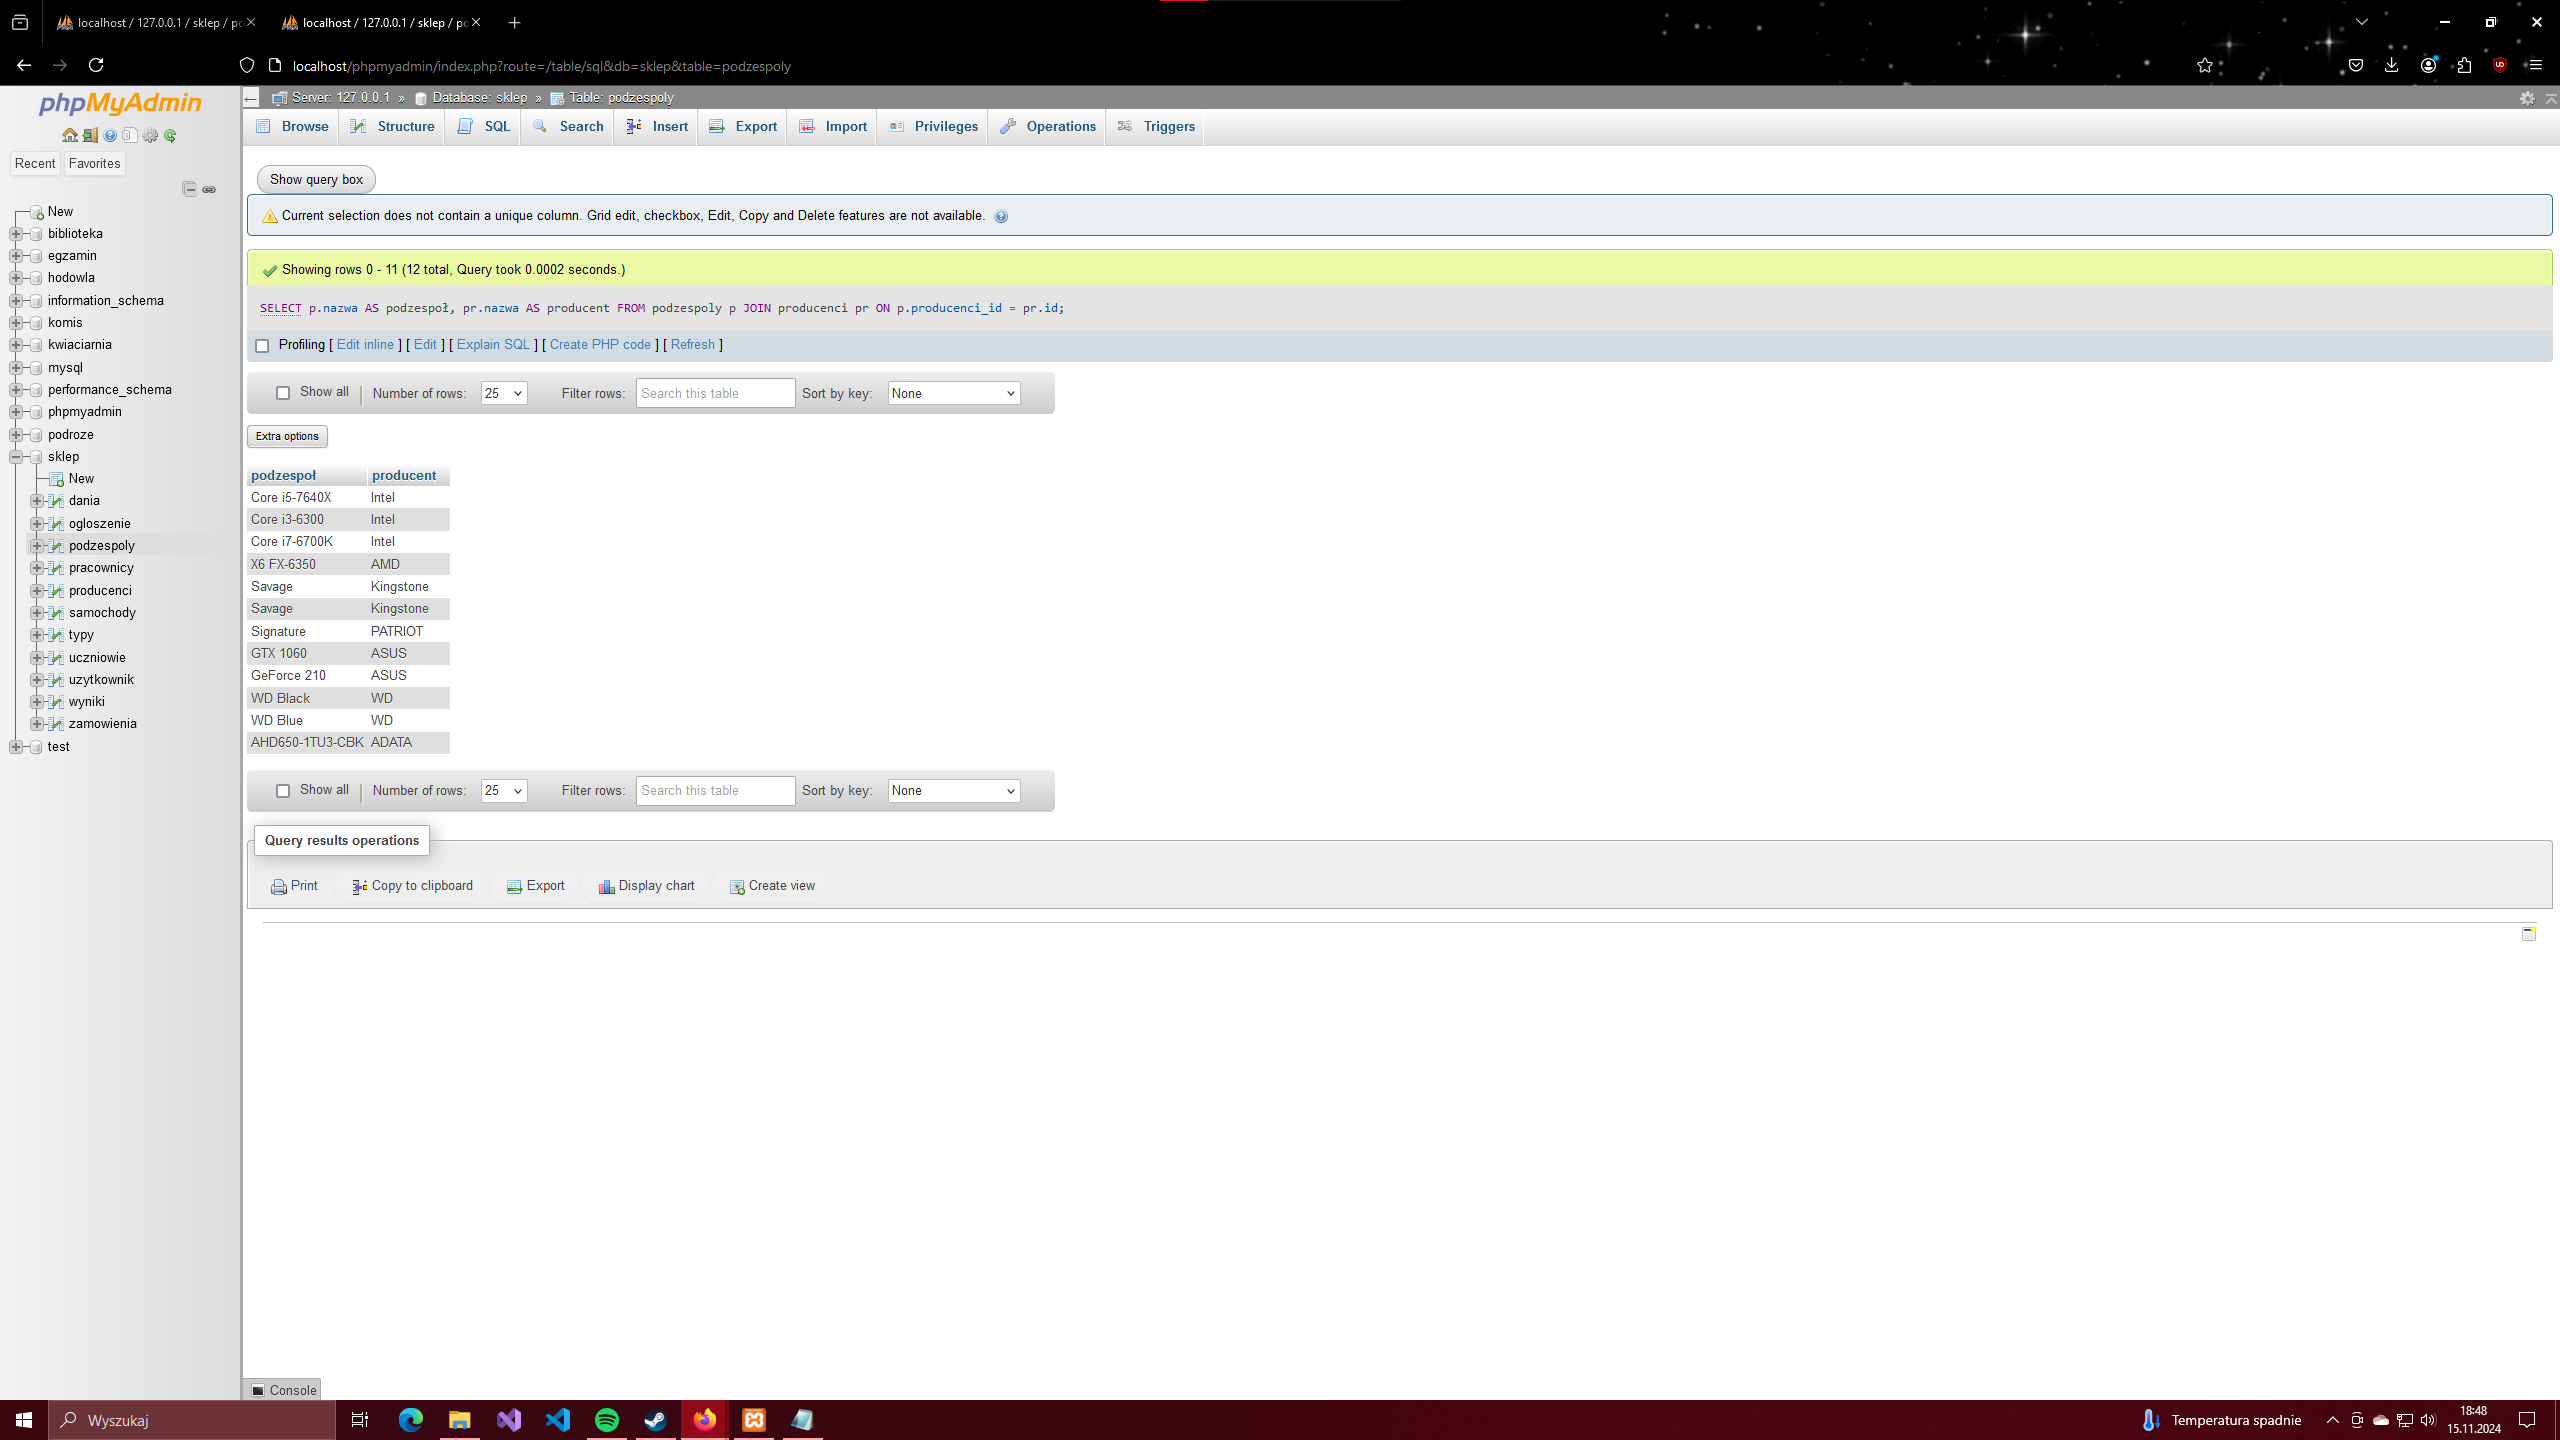 localhost / 127.0.0.1 / sklep / po
localhost / 127.0.0.1 / sklep / po
localhost/phpmyadmin/index.php?route=/table/sql&db=sklep&table=podzespoly
phpMyAdmin
Recent Favorites
New
biblioteka
egzamin
hodowla
information_schema
komis
kwiaciarnia
mysql
performance_schema
phpmyadmin
podroze
sklep
New
dania
ogloszenie
podzespoly
pracownicy
producenci
samochody
typy
uczniowie
uzytkownik
wyniki
zamowienia
test
Server: 127.0.0.1 » Database: sklep » Table: podzespoly
Browse Structure SQL Search Insert Export Import Privileges Operations Triggers
Show query box
Current selection does not contain a unique column. Grid edit, checkbox, Edit, Copy and Delete features are not available.
Showing rows 0 - 11 (12 total, Query took 0.0002 seconds.)
SELECT p.nazwa AS podzespoł, pr.nazwa AS producent FROM podzespoly p JOIN producenci pr ON p.producenci_id = pr.id;
Profiling [ Edit inline ] [ Edit ] [ Explain SQL ] [ Create PHP code ] [ Refresh ]
Show all | Number of rows: 25 Filter rows: Search this table Sort by key: None
Extra options
podzespoł producent
Core i5-7640X Intel
Core i3-6300 Intel
Core i7-6700K Intel
X6 FX-6350 AMD
Savage Kingstone
Savage Kingstone
Signature PATRIOT
GTX 1060 ASUS
GeForce 210 ASUS
WD Black WD
WD Blue WD
AHD650-1TU3-CBK ADATA
Show all | Number of rows: 25 Filter rows: Search this table Sort by key: None
Query results operations
Print Copy to clipboard Export Display chart Create view
Console
Wyszukaj
Temperatura spadnie
18:48
15.11.2024